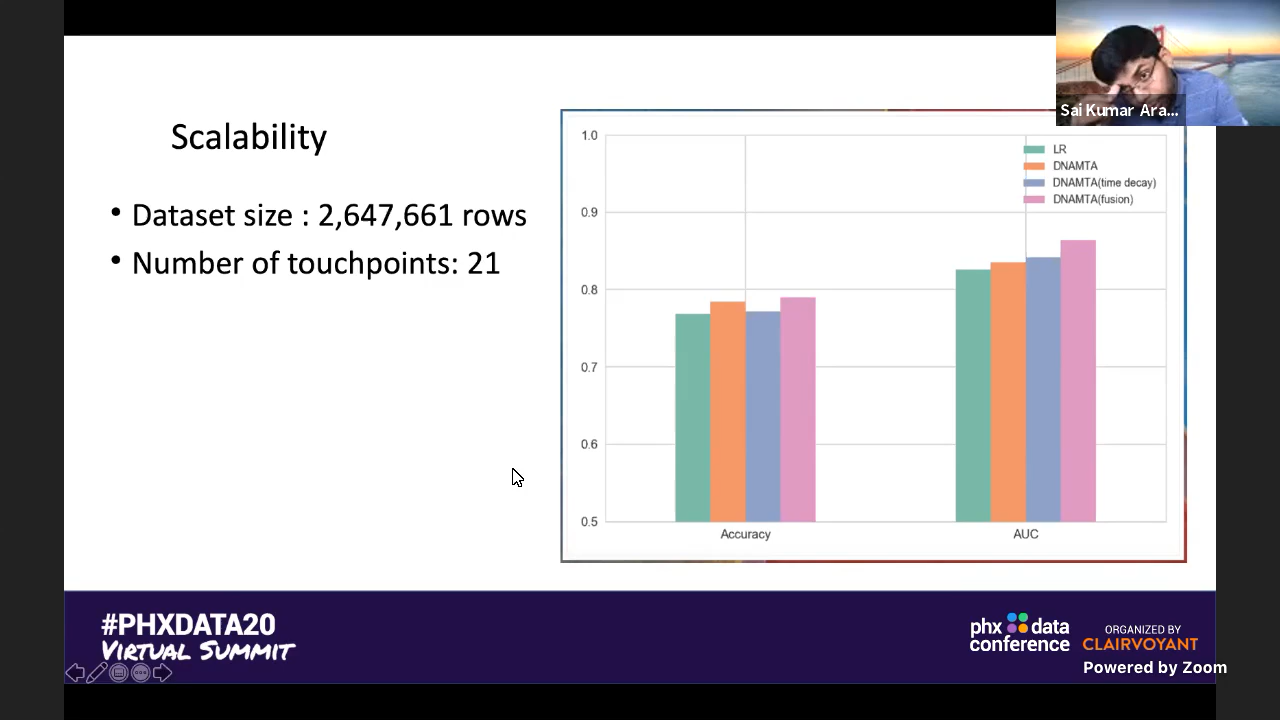 Sai Kumar Ara...
Scalability
• Dataset size : 2,647,661 rows
• Number of touchpoints: 21
1.0
0.9
0.8
0.7
0.6
0.5
LR
DNAMTA
DNAMTA(time decay)
DNAMTA(fusion)
Accuracy
AUC
#PHXDATA20
VIRTUAL SUMMIT
phx data
conference
ORGANIZED BY
CLAIRVOYANT
Powered by Zoom